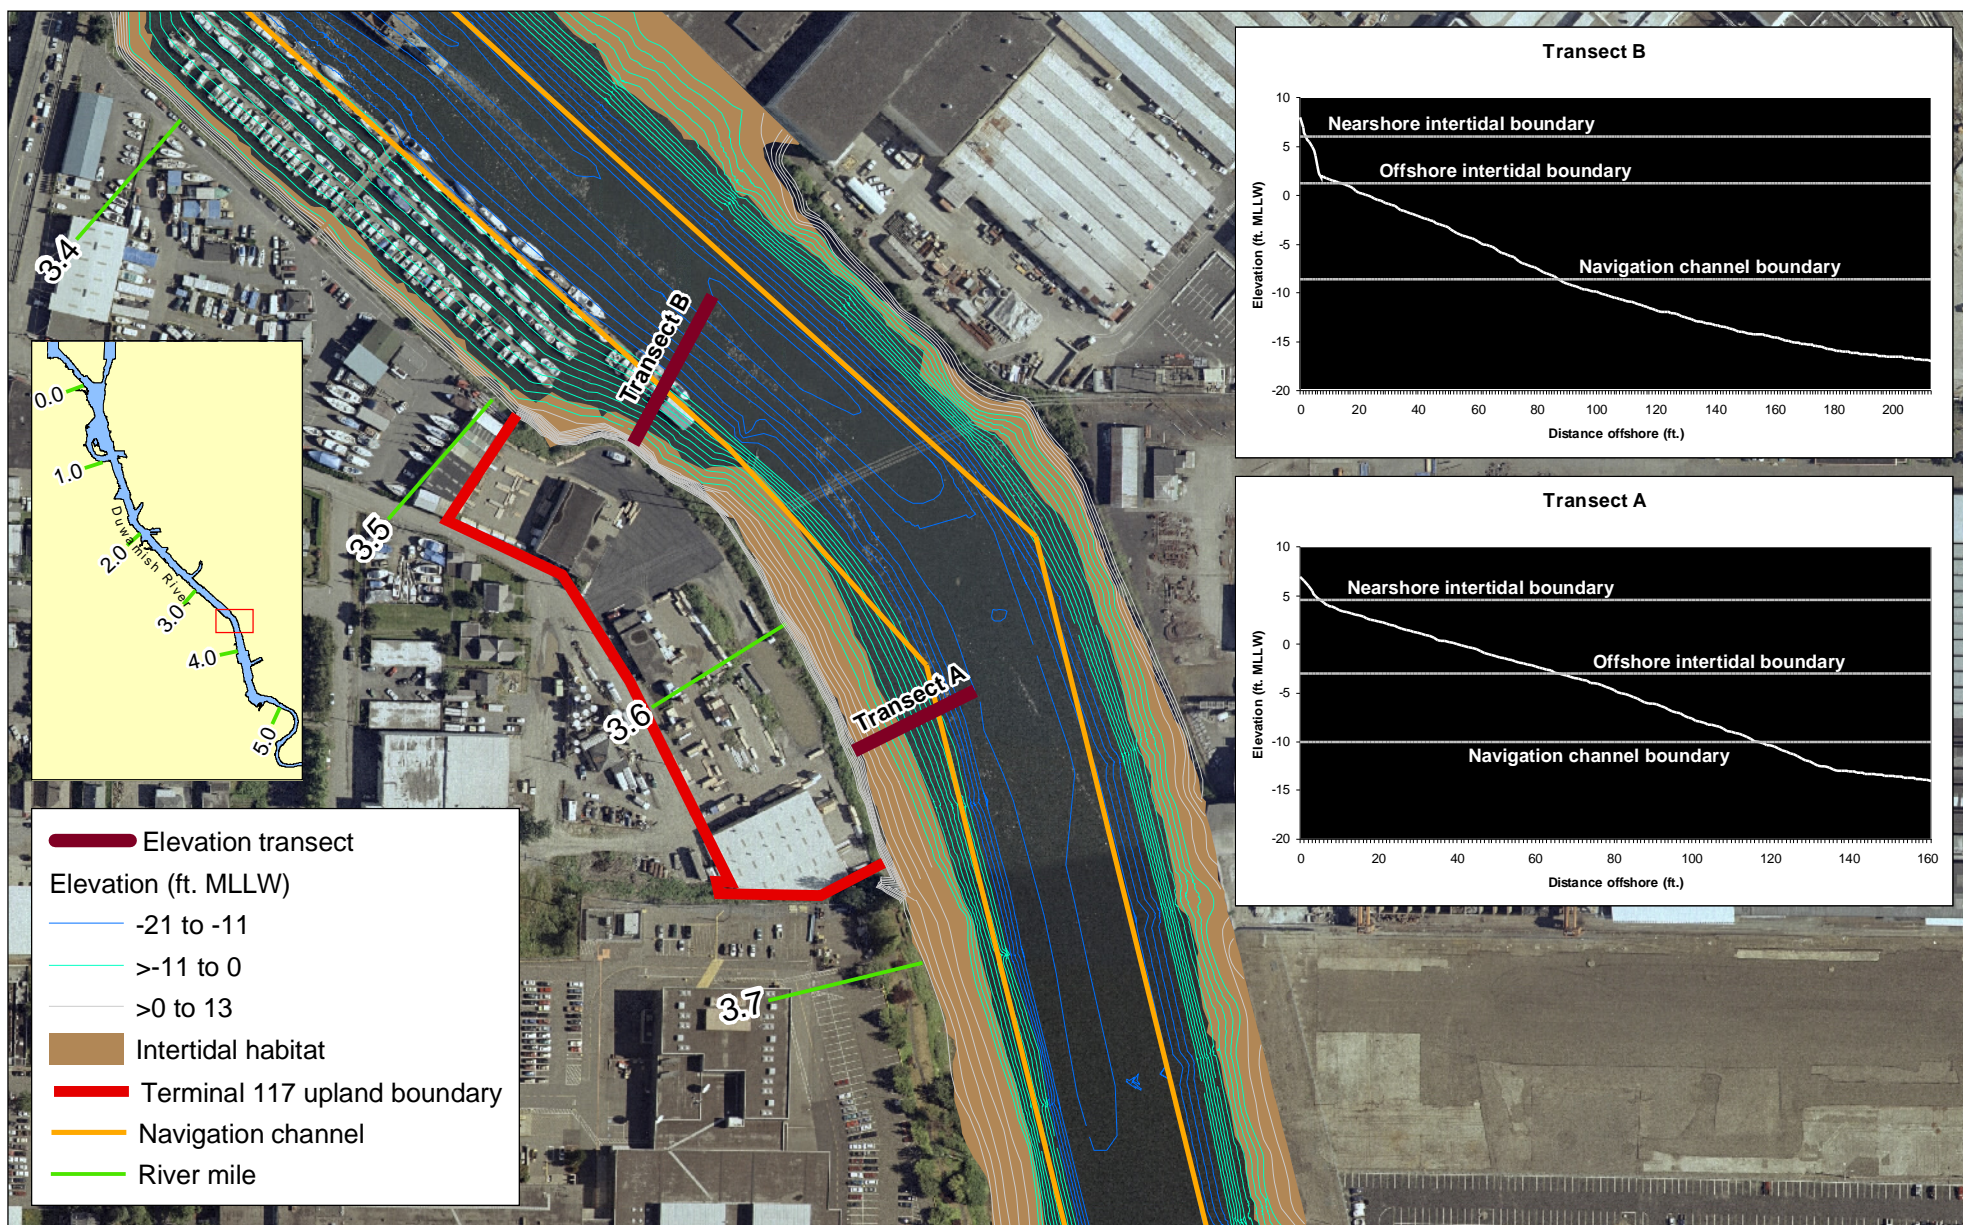 Transect B
10
5
0
-5
-10
-15
-20
Elevation (ft. MLLW)
Nearshore intertidal boundary
Offshore intertidal boundary
Navigation channel boundary
0
20
40
60
80
100
120
140
160
180
200
Distance offshore (ft.)
Transect A
10
5
0
-5
-10
-15
-20
Elevation (ft. MLLW)
Nearshore intertidal boundary
Offshore intertidal boundary
Navigation channel boundary
0
20
40
60
80
100
120
140
160
Distance offshore (ft.)
3.4
Transect B
3.5
3.6
Transect A
3.7
0.0
1.0
Duwamish River
2.0
3.0
4.0
5.0
Elevation transect
Elevation (ft. MLLW)
-21 to -11
>-11 to 0
>0 to 13
Intertidal habitat
Terminal 117 upland boundary
Navigation channel
River mile